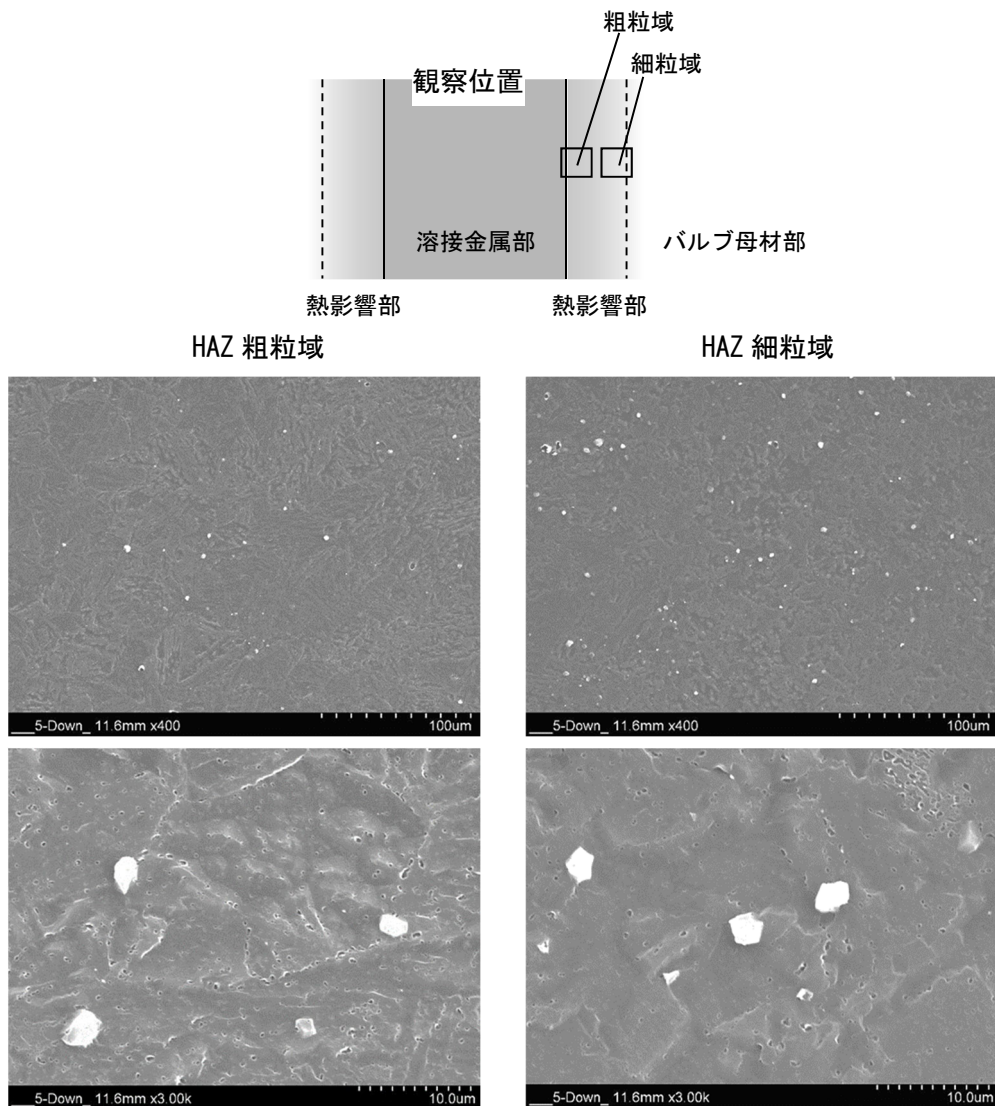 粗粒域
細粒域
観察位置
溶接金属部
バルブ母材部
熱影響部
熱影響部
HAZ 粗粒域
HAZ 細粒域
5-Down_ 11.6mm x400
100um
5-Down_ 11.6mm x400
100um
5-Down_ 11.6mm x3.00k
10.0um
5-Down_ 11.6mm x3.00k
10.0um